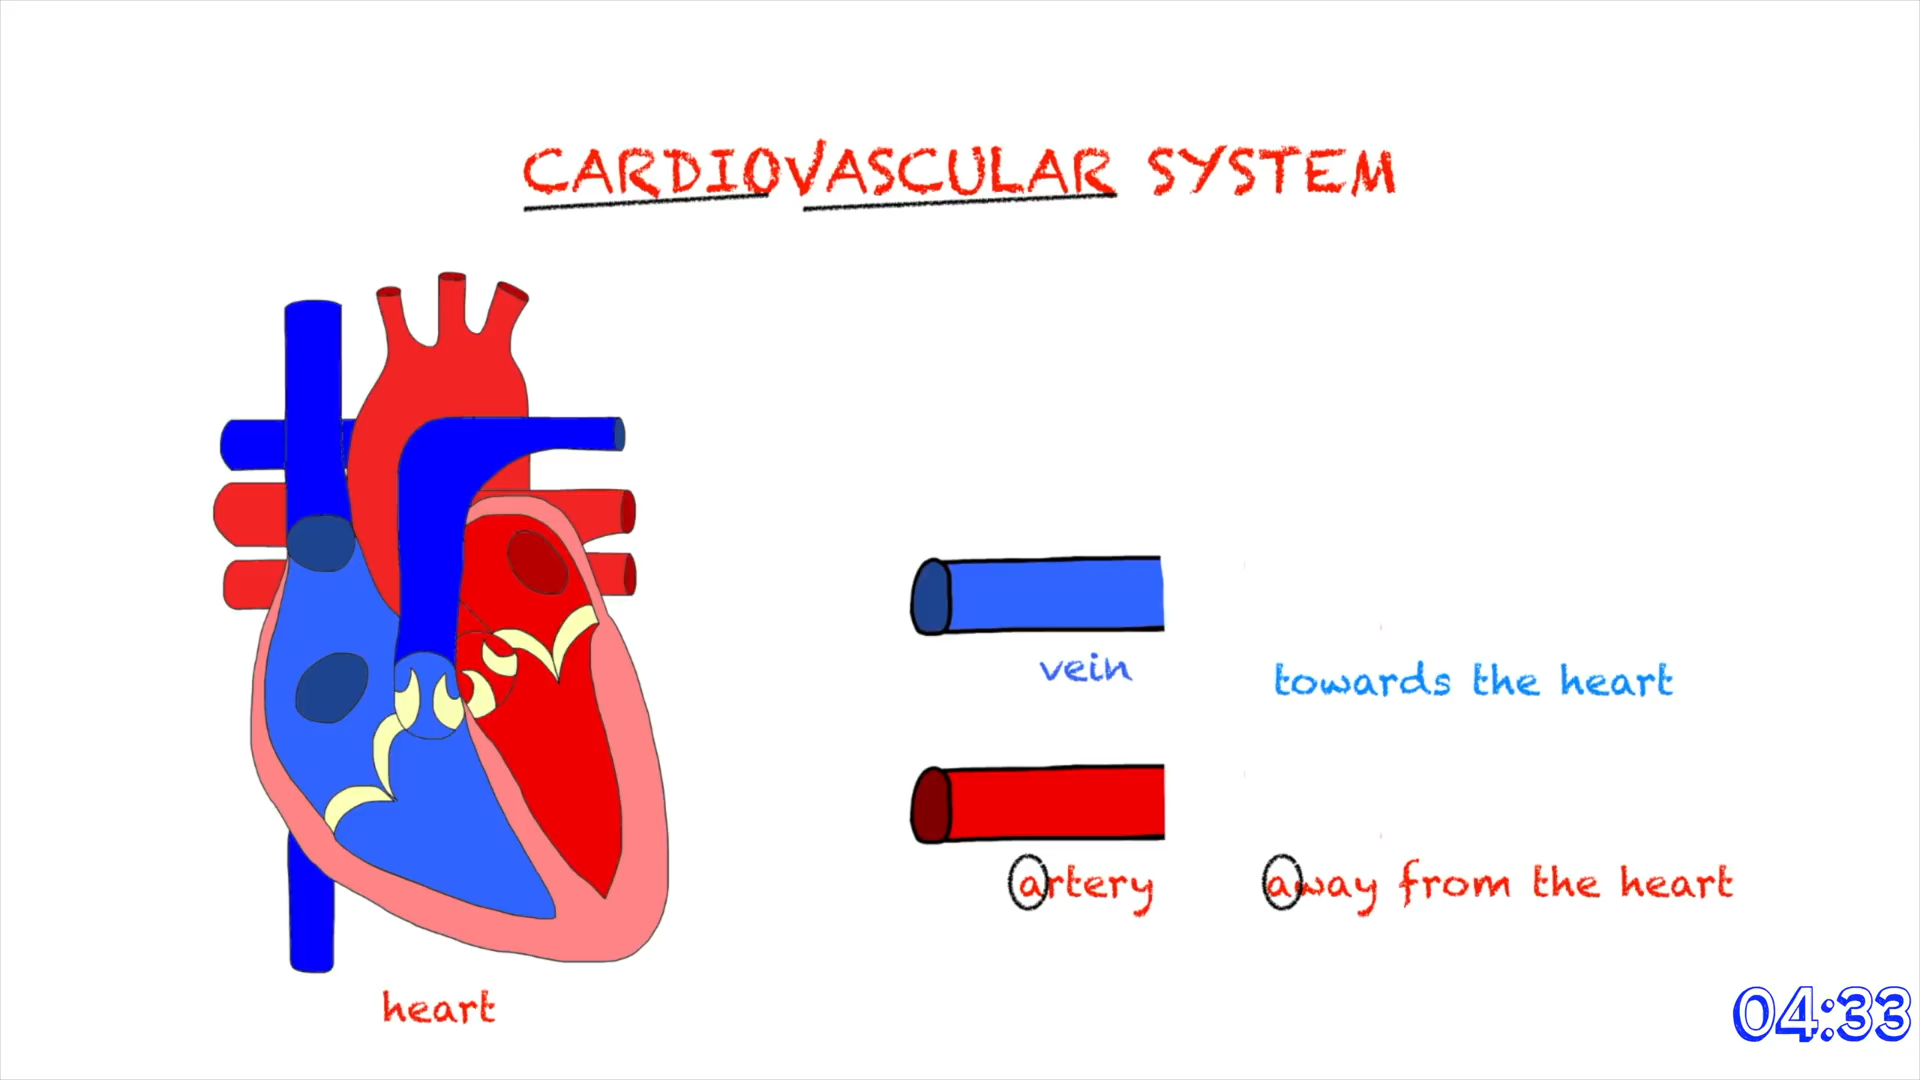 CARDIOVASCULAR SYSTEM
vein
towards the heart
artery
away from the heart
heart
04:33